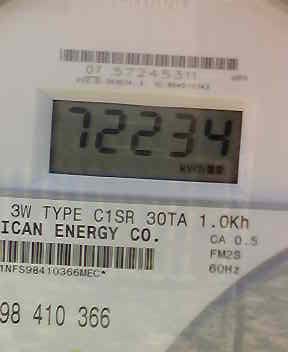 07 57245311
72234
kWh
3W TYPE C1SR 30TA 1.0Kh
ICAN ENERGY CO.
CA 0.5
FM2S
60Hz
1NFS98410366MEC*
98 410 366